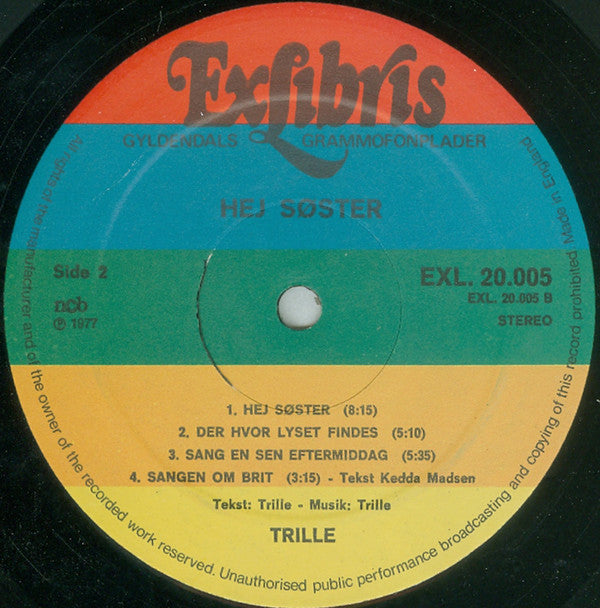 ExLibris
GYLDENDALS GRAMMOFONPLADER
HEJ SØSTER
Side 2
EXL. 20.005
EXL. 20.005 B
ncb
℗ 1977
STEREO
1. HEJ SØSTER (8:15)
2. DER HVOR LYSET FINDES (5:10)
3. SANG EN SEN EFTERMIDDAG (5:35)
4. SANGEN OM BRIT (3:15) - Tekst Kedda Madsen
Tekst: Trille - Musik: Trille
TRILLE
All rights of the manufacturer and of the owner of the recorded work reserved. Unauthorised public performance broadcasting and copying of this record prohibited. Made in England